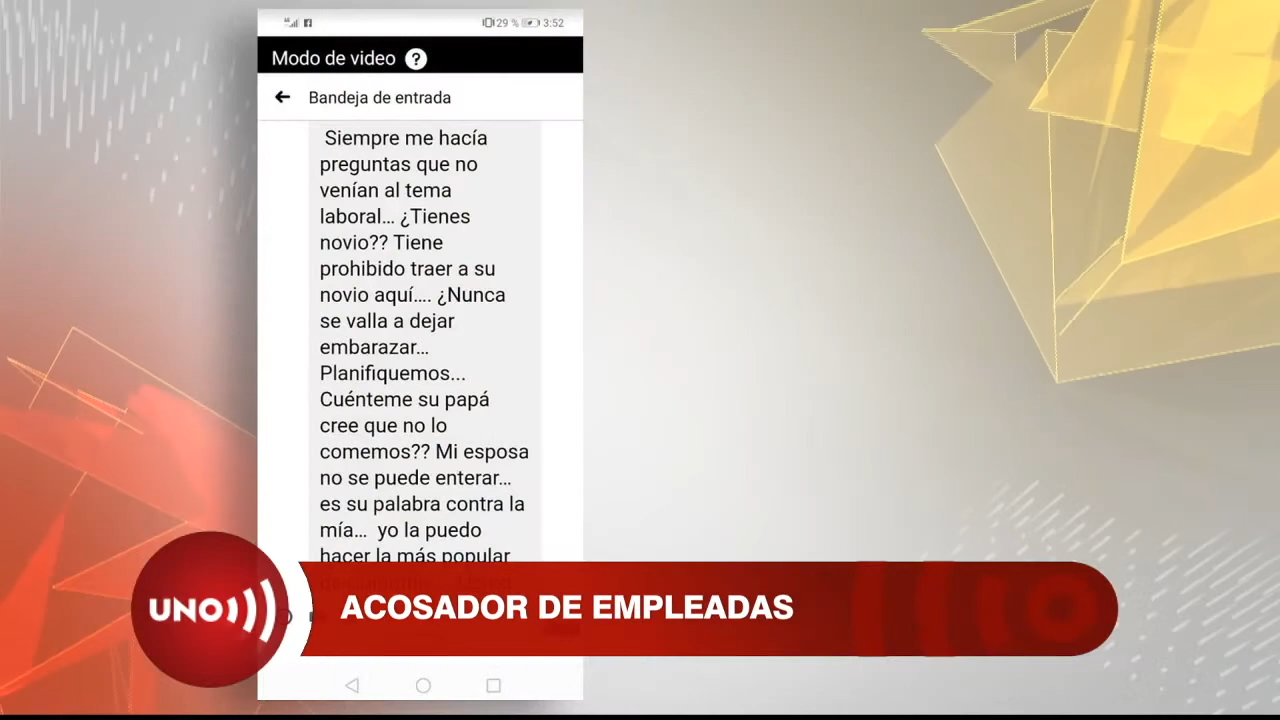 29 % 3:52
Modo de video ?
Bandeja de entrada
Siempre me hacía
preguntas que no
venían al tema
laboral... ¿Tienes
novio?? Tiene
prohibido traer a su
novio aquí.... ¿Nunca
se valla a dejar
embarazar...
Planifiquemos...
Cuénteme su papá
cree que no lo
comemos?? Mi esposa
no se puede enterar...
es su palabra contra la
mía... yo la puedo
hacer la más popular
UNO
ACOSADOR DE EMPLEADAS